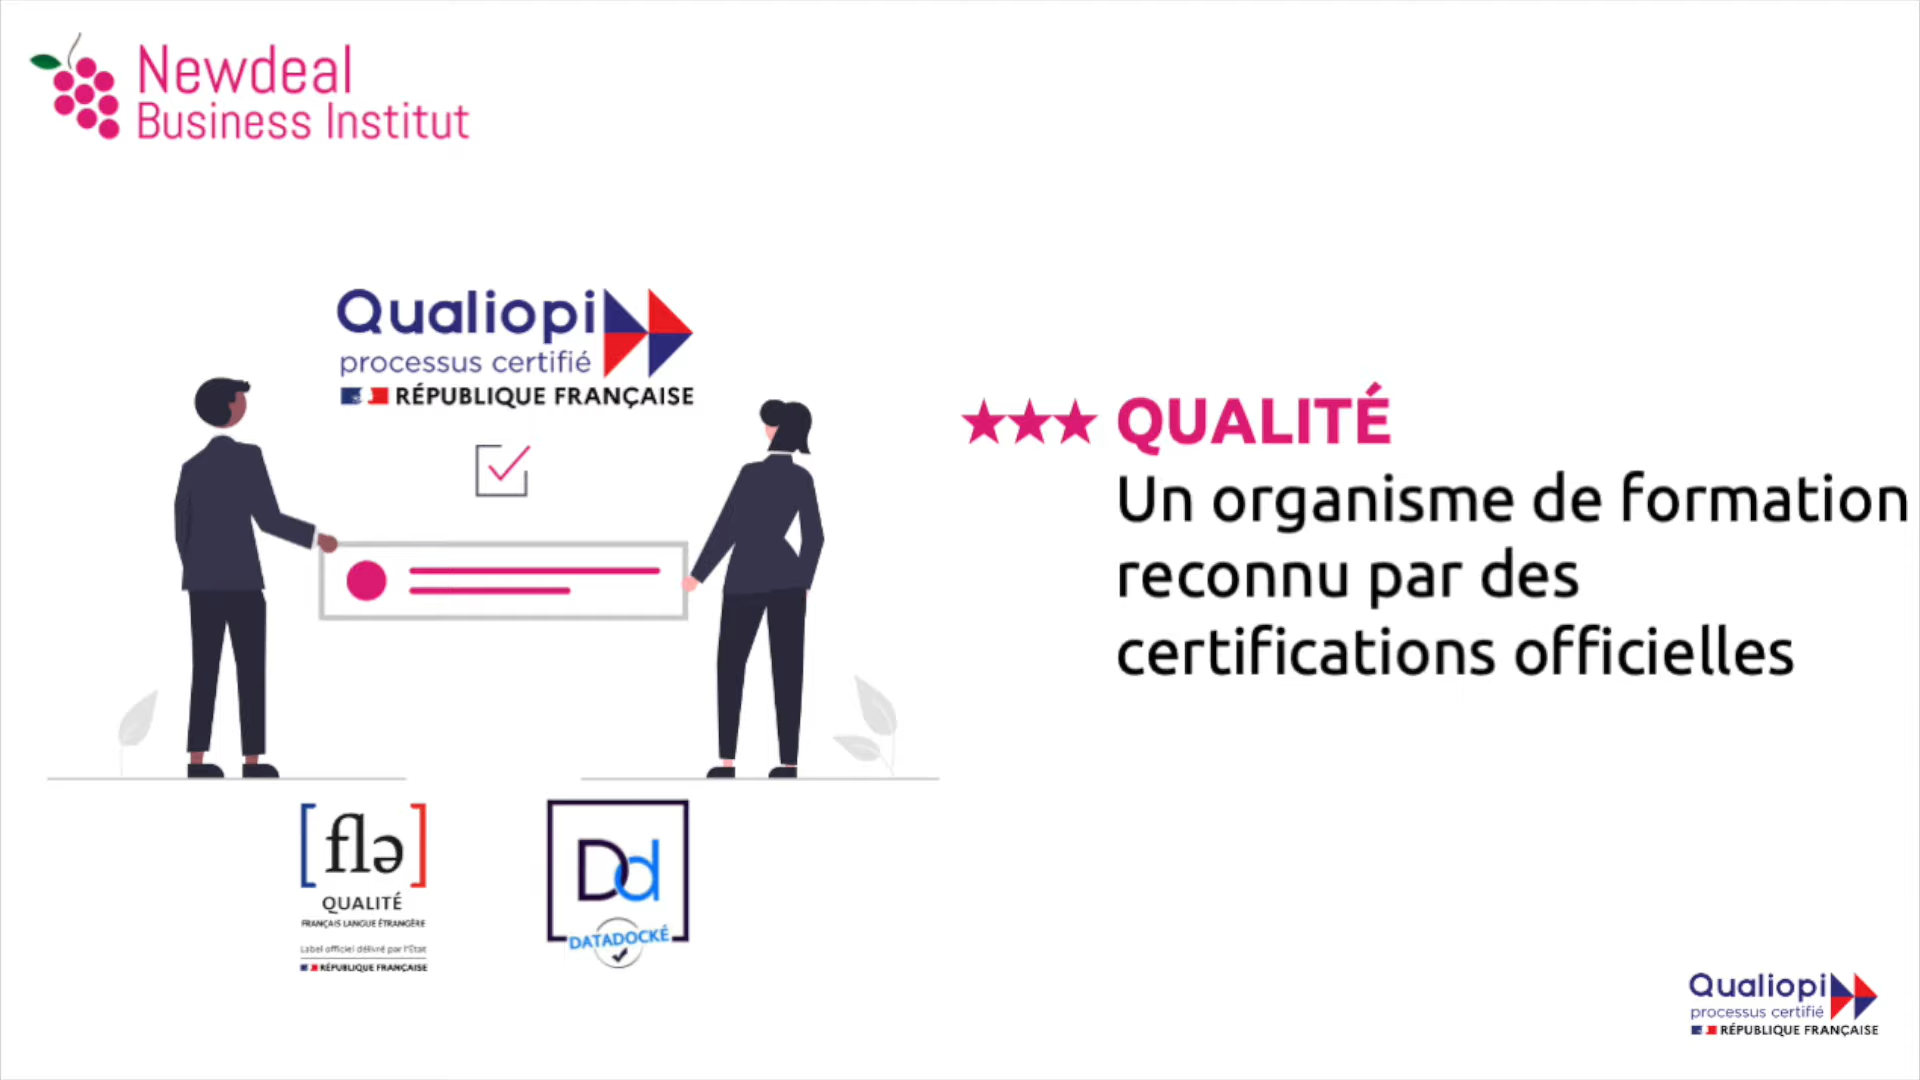 Newdeal
Business Institut
Qualiopi
processus certifié
RÉPUBLIQUE FRANÇAISE
★★★ QUALITÉ
Un organisme de formation
reconnu par des
certifications officielles
[flə]
QUALITÉ
FRANÇAIS LANGUE ÉTRANGÈRE
Label officiel délivré par l'État
RÉPUBLIQUE FRANÇAISE
Dd
DATADOCKÉ
Qualiopi
processus certifié
RÉPUBLIQUE FRANÇAISE